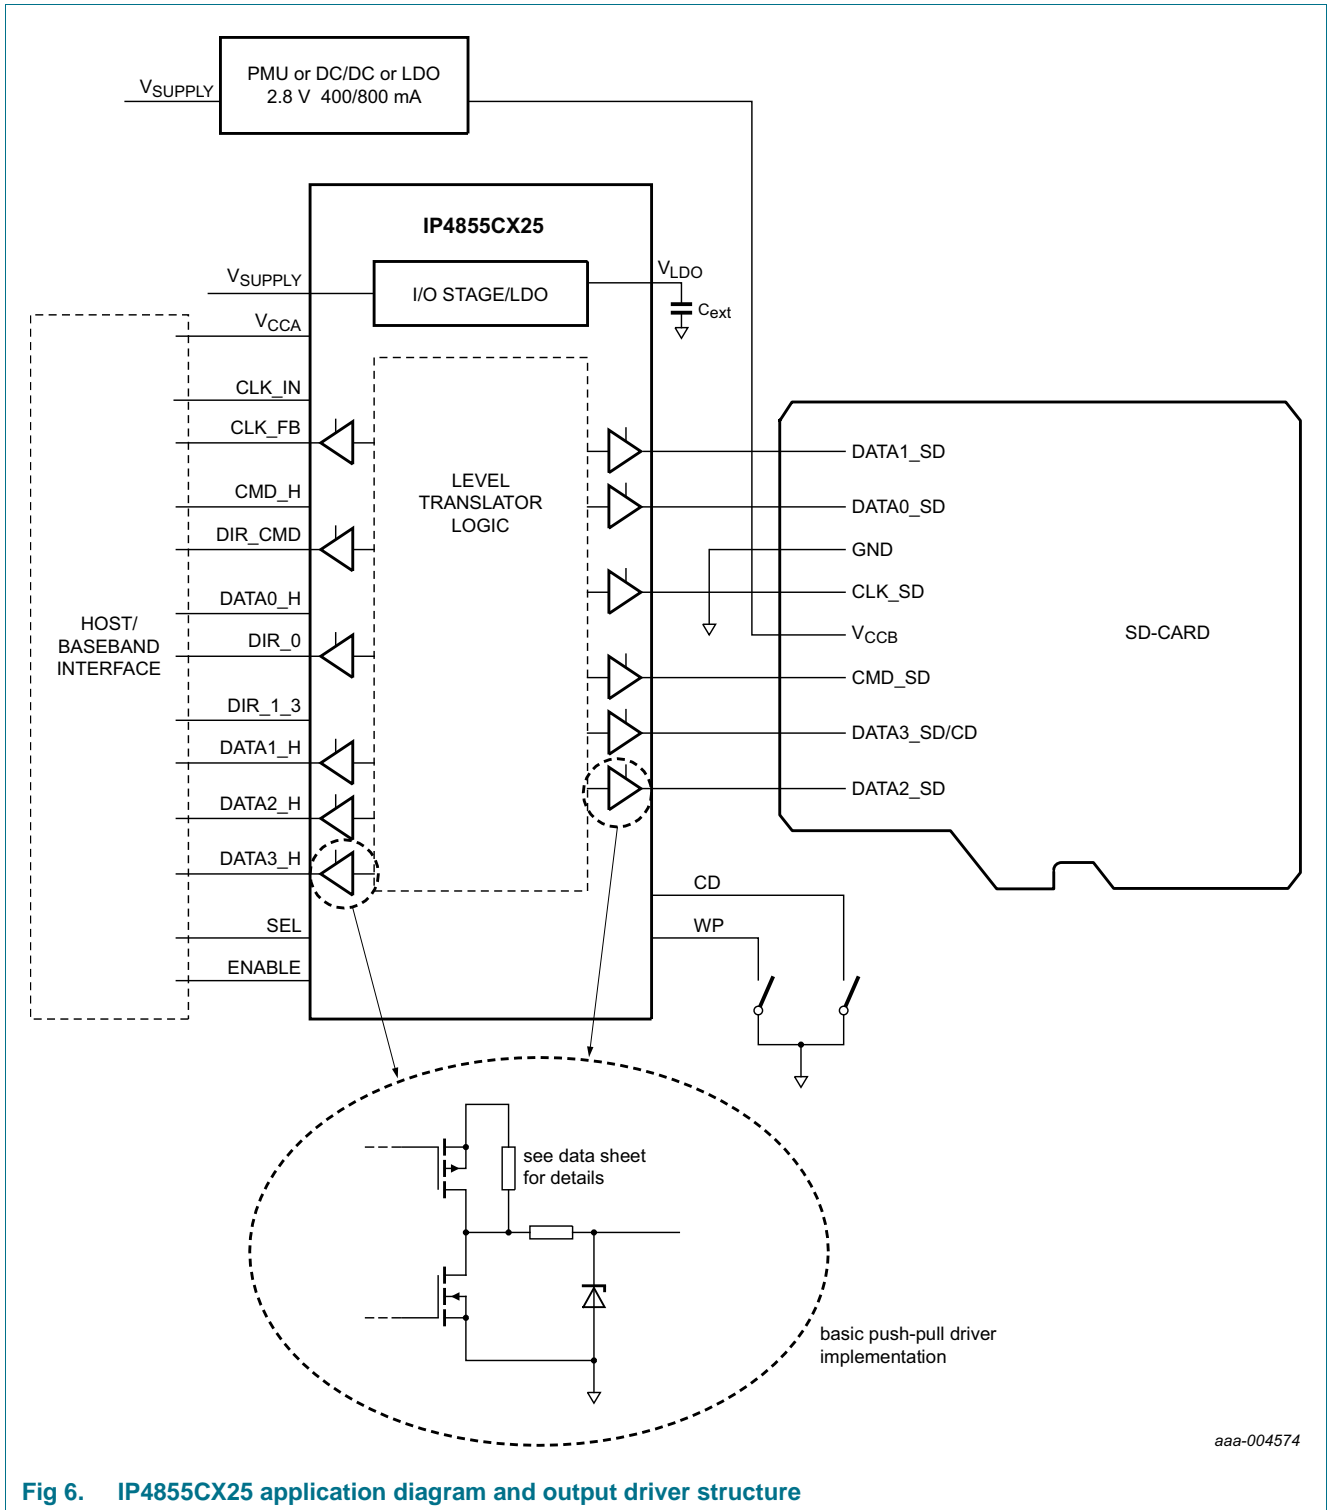 PMU or DC/DC or LDO
2.8 V 400/800 mA
VSUPPLY
IP4855CX25
VSUPPLY
I/O STAGE/LDO
VLDO
Cext
VCCA
CLK_IN
CLK_FB
CMD_H
DIR_CMD
DATA0_H
DIR_0
DIR_1_3
DATA1_H
DATA2_H
DATA3_H
SEL
ENABLE
HOST/
BASEBAND
INTERFACE
LEVEL
TRANSLATOR
LOGIC
DATA1_SD
DATA0_SD
GND
CLK_SD
VCCB
CMD_SD
DATA3_SD/CD
DATA2_SD
SD-CARD
CD
WP
see data sheet
for details
basic push-pull driver
implementation
aaa-004574
Fig 6. IP4855CX25 application diagram and output driver structure